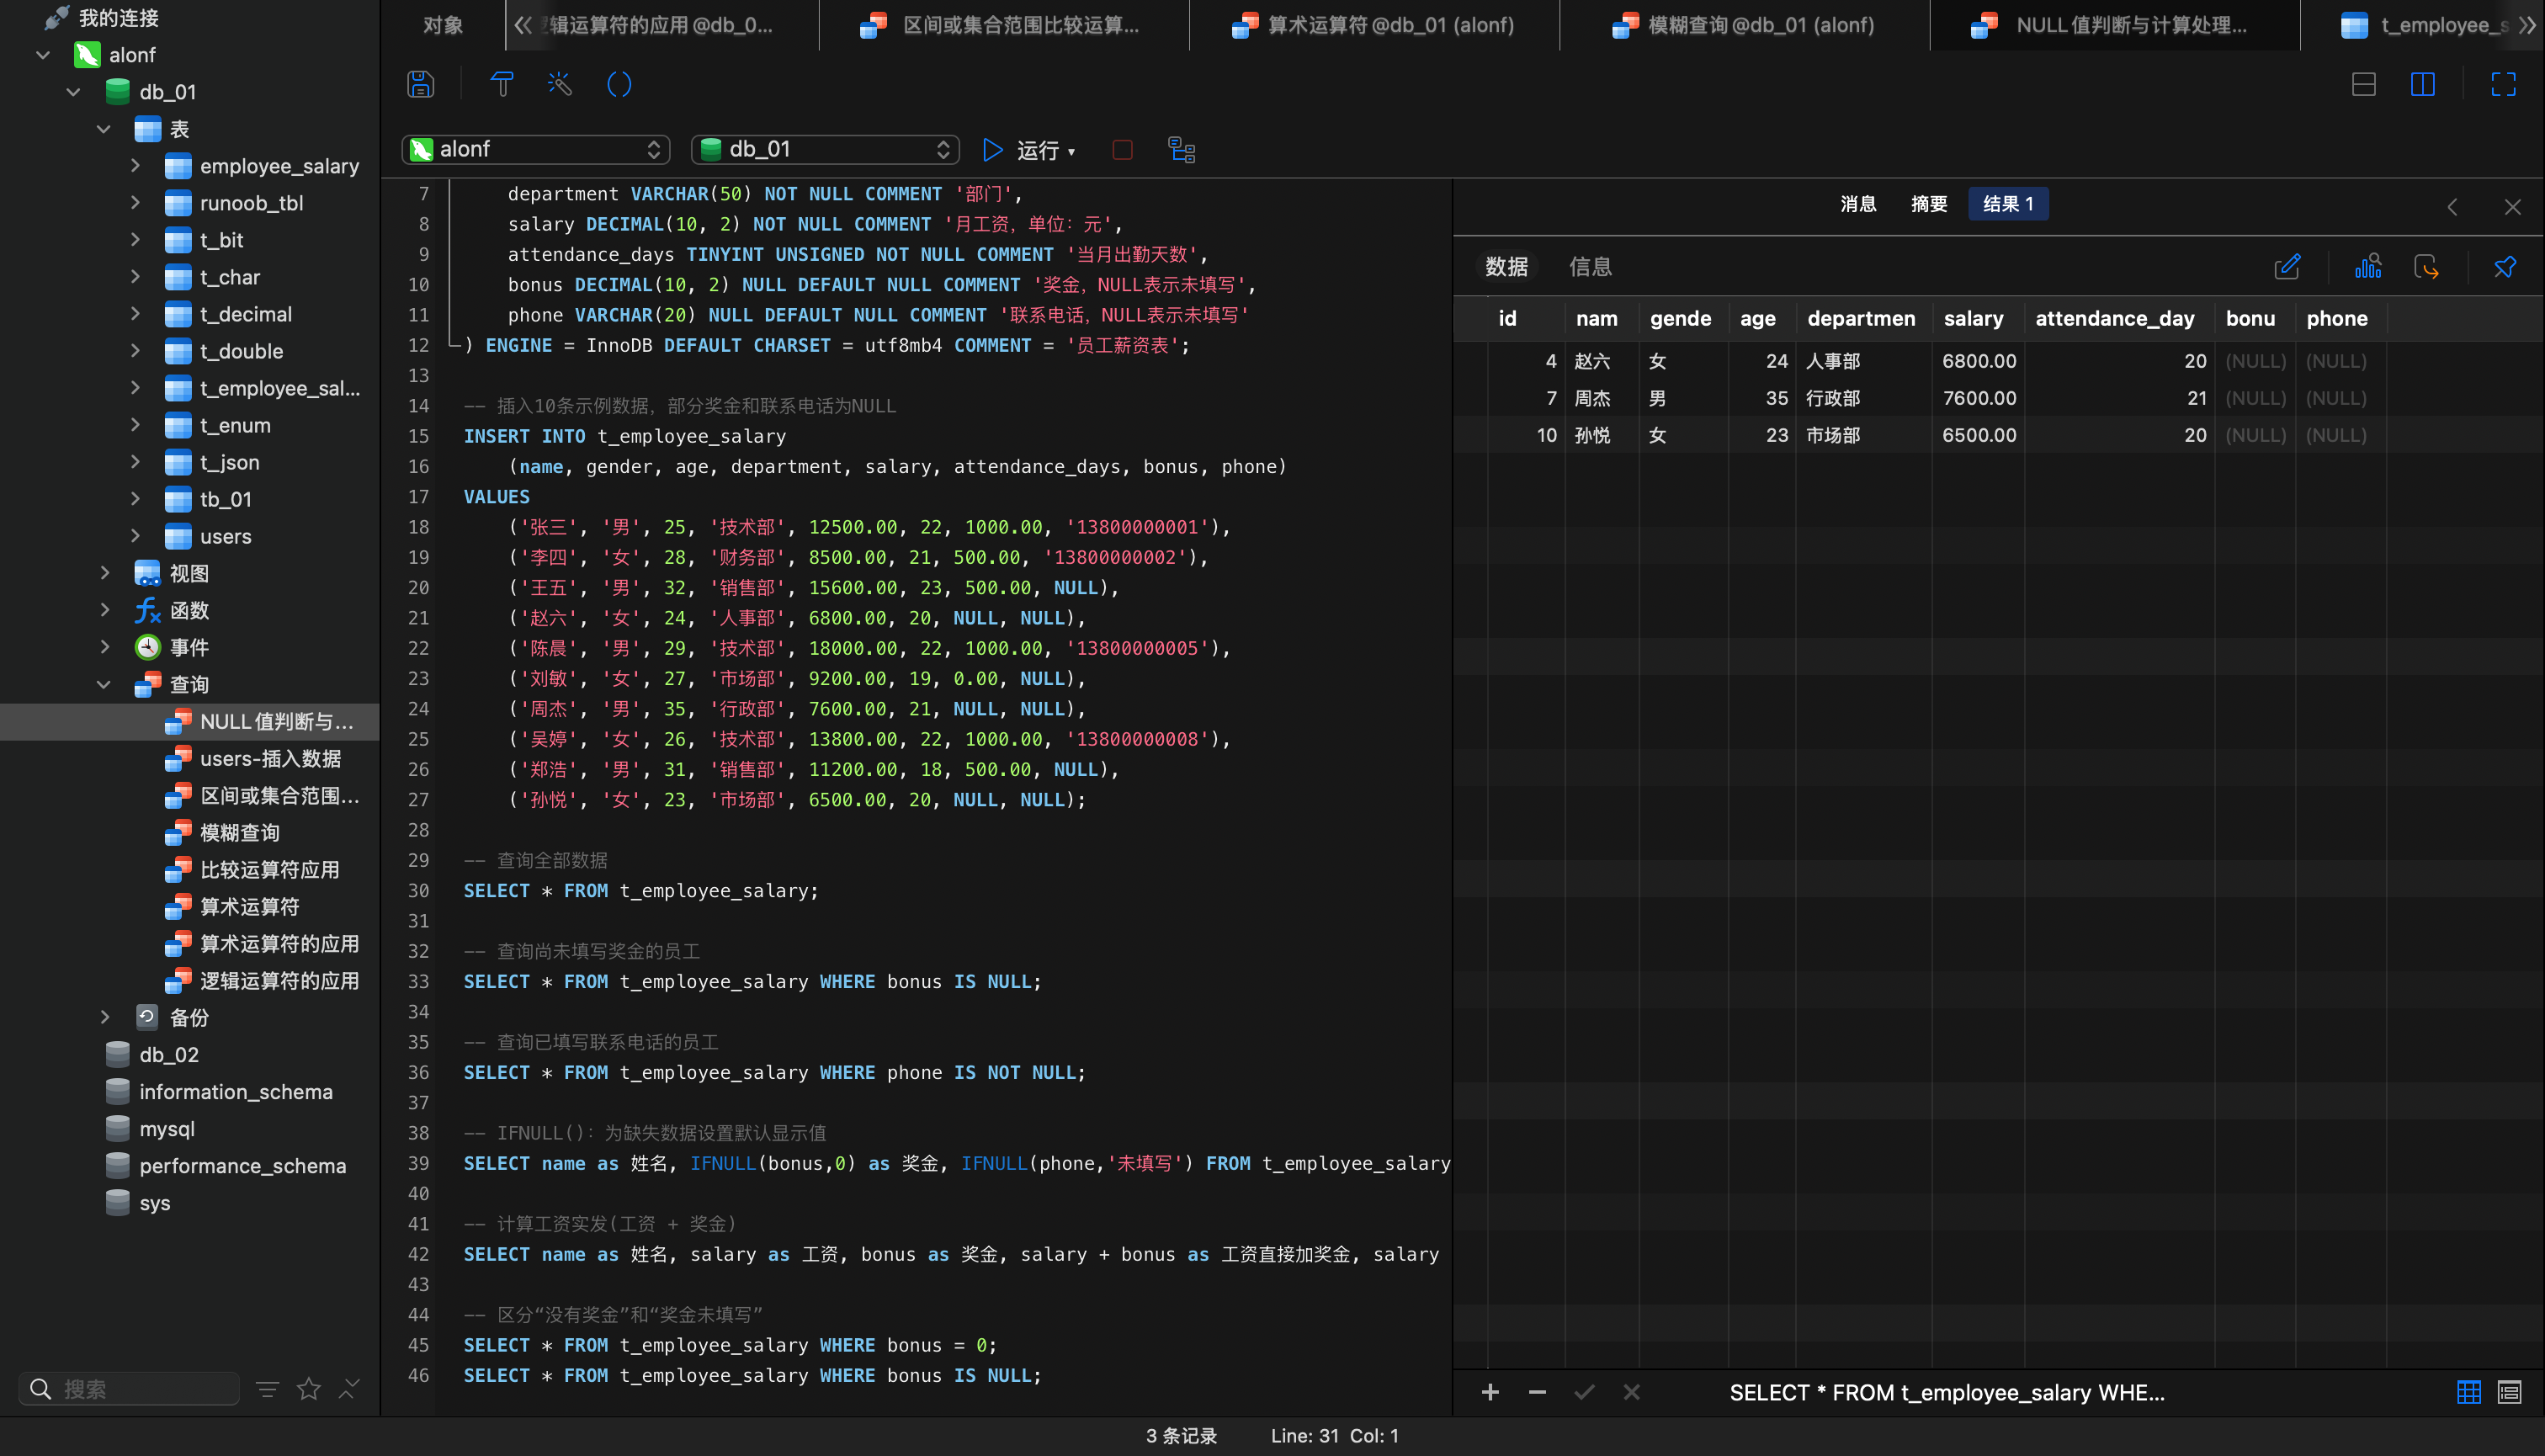 我的连接
alonf
db_01
表
employee_salary
runoob_tbl
t_bit
t_char
t_decimal
t_double
t_employee_sal...
t_enum
t_json
tb_01
users
视图
函数
事件
查询
NULL值判断与...
users-插入数据
区间或集合范围...
模糊查询
比较运算符应用
算术运算符
算术运算符的应用
逻辑运算符的应用
备份
db_02
information_schema
mysql
performance_schema
sys
搜索
对象
辑运算符的应用@db_0...
区间或集合范围比较运算...
算术运算符@db_01 (alonf)
模糊查询@db_01 (alonf)
NULL值判断与计算处理...
t_employee_s
alonf
db_01
运行
7 department VARCHAR(50) NOT NULL COMMENT '部门',
8 salary DECIMAL(10, 2) NOT NULL COMMENT '月工资，单位：元',
9 attendance_days TINYINT UNSIGNED NOT NULL COMMENT '当月出勤天数',
10 bonus DECIMAL(10, 2) NULL DEFAULT NULL COMMENT '奖金，NULL表示未填写',
11 phone VARCHAR(20) NULL DEFAULT NULL COMMENT '联系电话，NULL表示未填写'
12 ) ENGINE = InnoDB DEFAULT CHARSET = utf8mb4 COMMENT = '员工薪资表';
13
14 -- 插入10条示例数据，部分奖金和联系电话为NULL
15 INSERT INTO t_employee_salary
16 (name, gender, age, department, salary, attendance_days, bonus, phone)
17 VALUES
18 ('张三', '男', 25, '技术部', 12500.00, 22, 1000.00, '13800000001'),
19 ('李四', '女', 28, '财务部', 8500.00, 21, 500.00, '13800000002'),
20 ('王五', '男', 32, '销售部', 15600.00, 23, 500.00, NULL),
21 ('赵六', '女', 24, '人事部', 6800.00, 20, NULL, NULL),
22 ('陈晨', '男', 29, '技术部', 18000.00, 22, 1000.00, '13800000005'),
23 ('刘敏', '女', 27, '市场部', 9200.00, 19, 0.00, NULL),
24 ('周杰', '男', 35, '行政部', 7600.00, 21, NULL, NULL),
25 ('吴婷', '女', 26, '技术部', 13800.00, 22, 1000.00, '13800000008'),
26 ('郑浩', '男', 31, '销售部', 11200.00, 18, 500.00, NULL),
27 ('孙悦', '女', 23, '市场部', 6500.00, 20, NULL, NULL);
28
29 -- 查询全部数据
30 SELECT * FROM t_employee_salary;
31
32 -- 查询尚未填写奖金的员工
33 SELECT * FROM t_employee_salary WHERE bonus IS NULL;
34
35 -- 查询已填写联系电话的员工
36 SELECT * FROM t_employee_salary WHERE phone IS NOT NULL;
37
38 -- IFNULL()：为缺失数据设置默认显示值
39 SELECT name as 姓名, IFNULL(bonus,0) as 奖金, IFNULL(phone,'未填写') FROM t_employee_salary
40
41 -- 计算工资实发(工资 + 奖金)
42 SELECT name as 姓名, salary as 工资, bonus as 奖金, salary + bonus as 工资直接加奖金, salary
43
44 -- 区分“没有奖金”和“奖金未填写”
45 SELECT * FROM t_employee_salary WHERE bonus = 0;
46 SELECT * FROM t_employee_salary WHERE bonus IS NULL;
消息 摘要 结果 1
数据 信息
id nam gende age departmen salary attendance_day bonu phone
4 赵六 女 24 人事部 6800.00 20 (NULL) (NULL)
7 周杰 男 35 行政部 7600.00 21 (NULL) (NULL)
10 孙悦 女 23 市场部 6500.00 20 (NULL) (NULL)
SELECT * FROM t_employee_salary WHE...
3 条记录 Line: 31 Col: 1